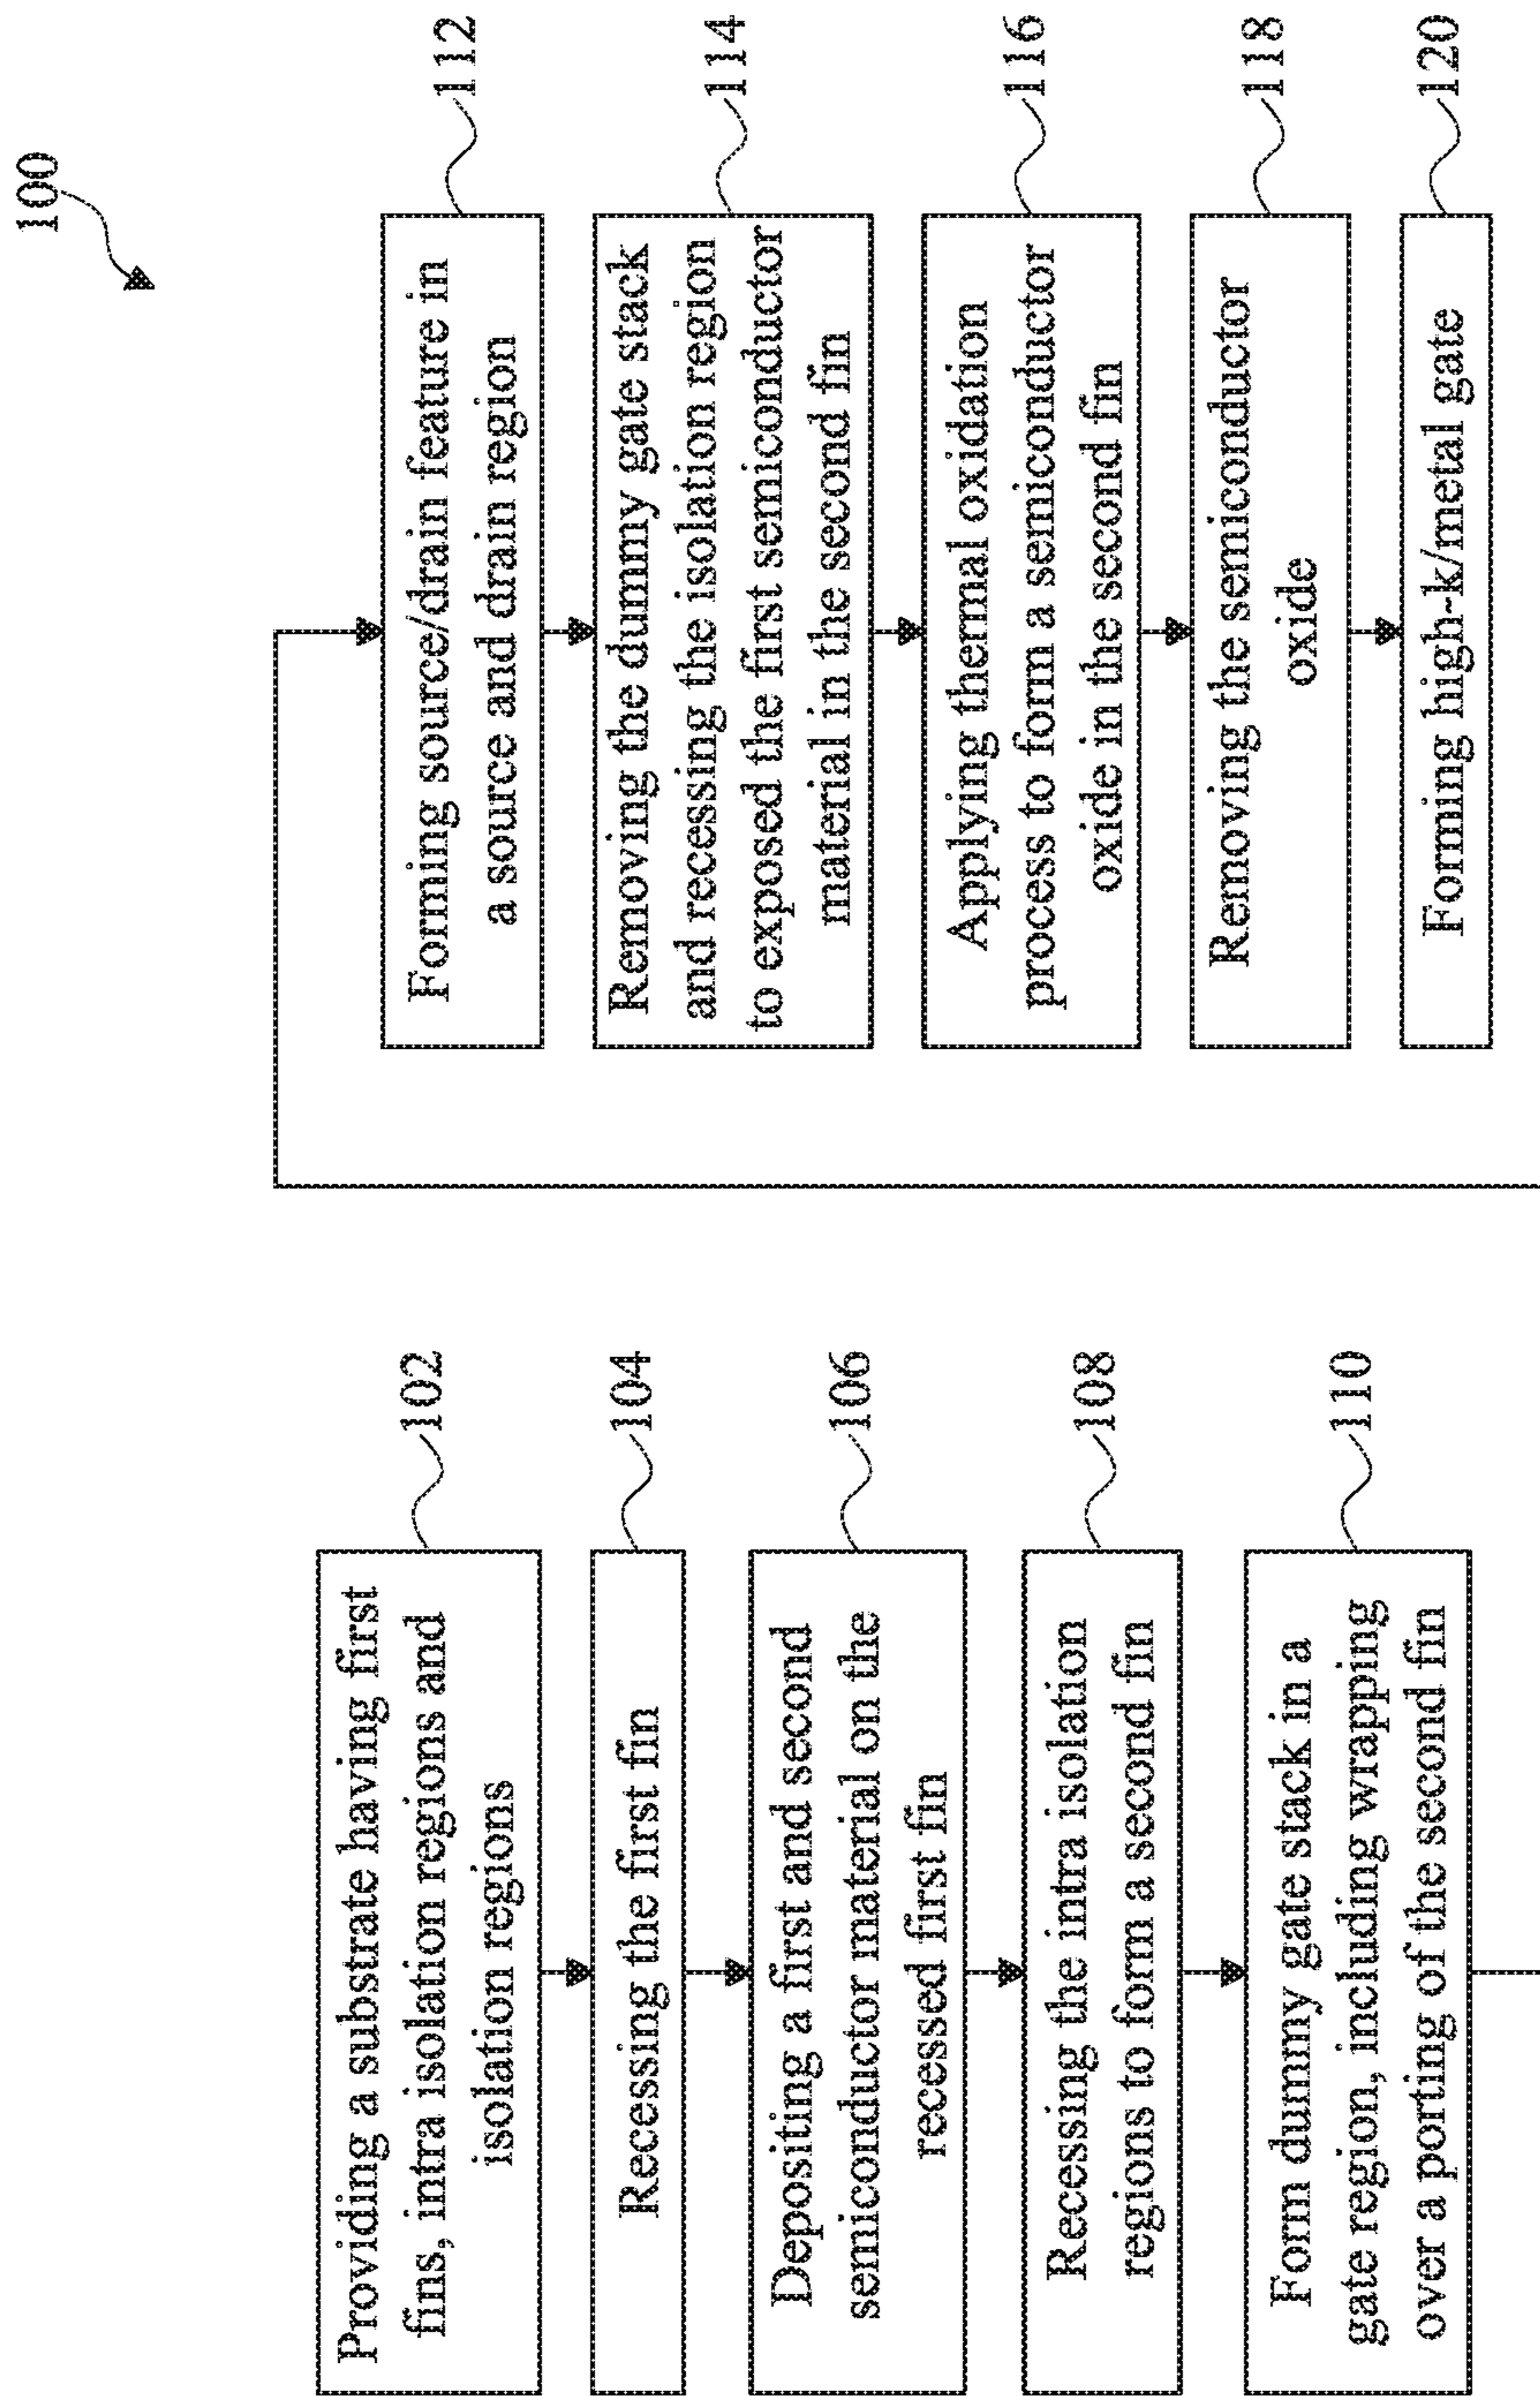 100
Providing a substrate having first
fins, intra isolation regions and
isolation regions
102
Recessing the first fin
104
Depositing a first and second
semiconductor material on the
recessed first fin
106
Recessing the intra isolation
regions to form a second fin
108
Form dummy gate stack in a
gate region, including wrapping
over a porting of the second fin
110
Forming source/drain feature in
a source and drain region
112
Removing the dummy gate stack
and recessing the isolation region
to exposed the first semiconductor
material in the second fin
114
Applying thermal oxidation
process to form a semiconductor
oxide in the second fin
116
Removing the semiconductor
oxide
118
Forming high-k/metal gate
120